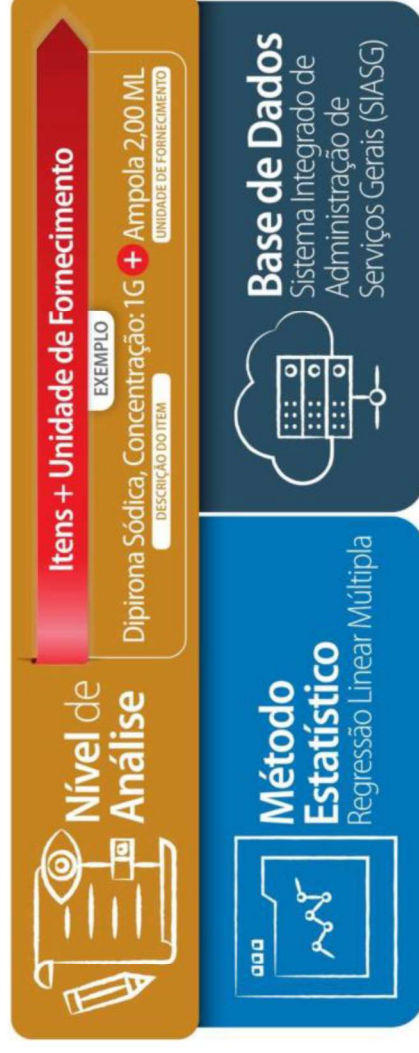 Nível de
Análise
Itens + Unidade de Fornecimento
EXEMPLO
Dipirona Sódica, Concentração: 1G + Ampola 2,00 ML
DESCRIÇÃO DO ITEM
UNIDADE DE FORNECIMENTO
Método
Estatístico
Regressão Linear Múltipla
Base de Dados
Sistema Integrado de
Administração de
Serviços Gerais (SIASG)